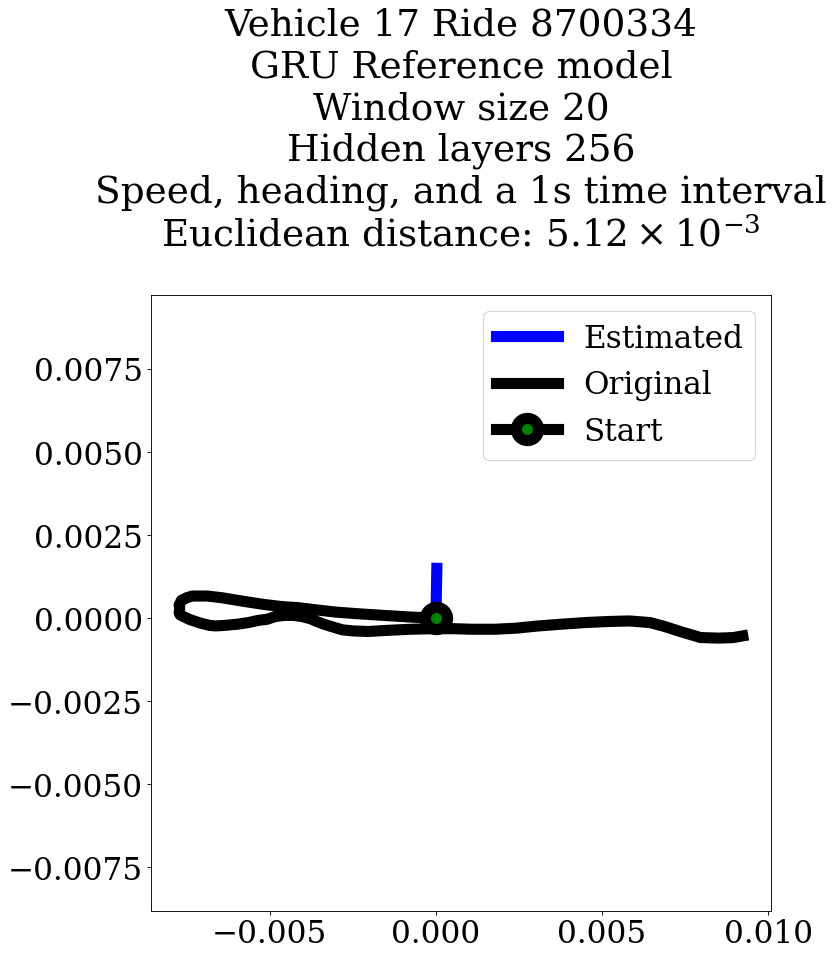 Vehicle 17 Ride 8700334
GRU Reference model
Window size 20
Hidden layers 256
Speed, heading, and a 1s time interval
Euclidean distance: 5.12 × 10⁻³
Estimated
Original
Start
0.0075
0.0050
0.0025
0.0000
−0.0025
−0.0050
−0.0075
−0.005
0.000
0.005
0.010